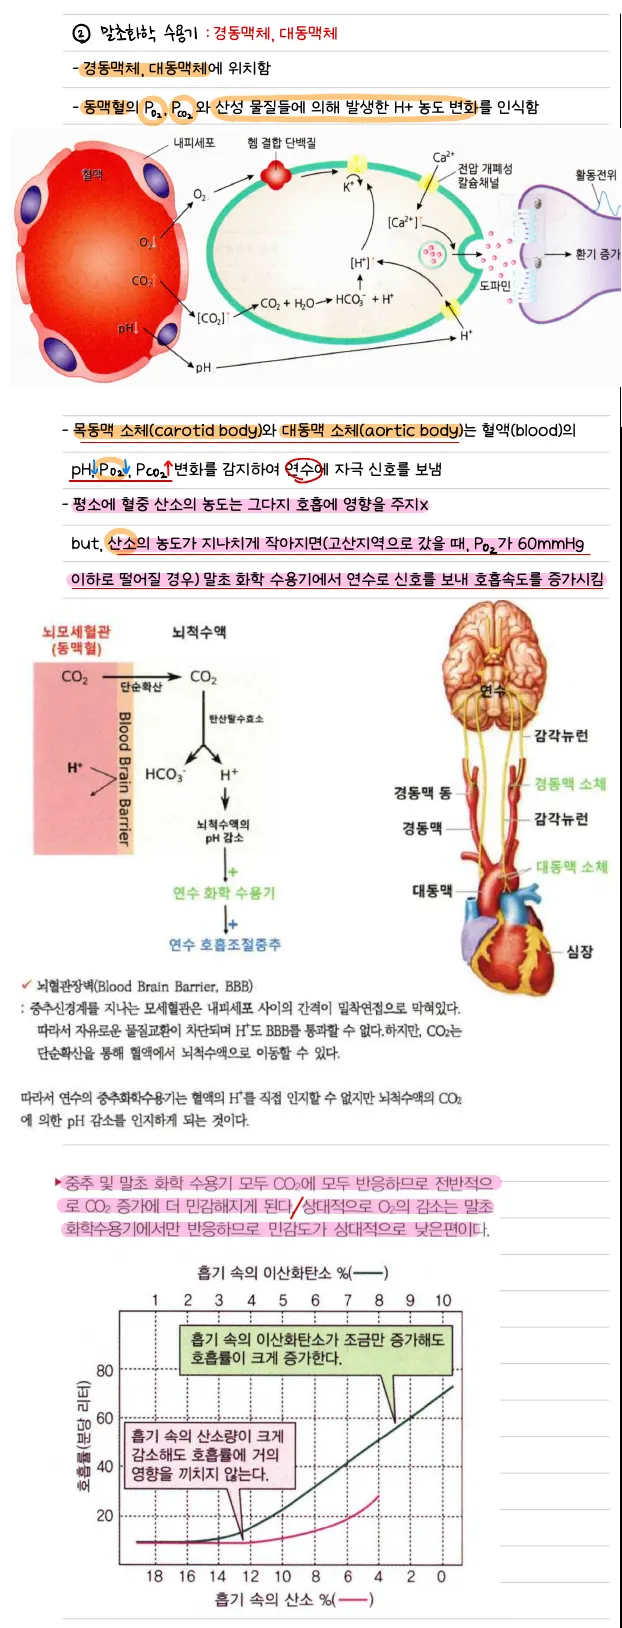 ② 말초화학 수용기 : 경동맥체, 대동맥체
- 경동맥체, 대동맥체에 위치함
- 동맥혈의 PO₂, PCO₂와 산성 물질들에 의해 발생한 H+ 농도 변화를 인식함
내피세포
헴 결합 단백질
혈액
O₂↓
CO₂↑
pH↓
O₂
[CO₂]↑
pH
K⁺
Ca²⁺
전압 개폐성
칼슘채널
[Ca²⁺]↑
[H⁺]↑
CO₂ + H₂O → HCO₃⁻ + H⁺
H⁺
도파민
활동전위
환기 증가
- 목동맥 소체(carotid body)와 대동맥 소체(aortic body)는 혈액(blood)의
pH↓, PO₂↓, PCO₂↑ 변화를 감지하여 연수에 자극 신호를 보냄
- 평소에 혈중 산소의 농도는 그다지 호흡에 영향을 주지x
but, 산소의 농도가 지나치게 작아지면(고산지역으로 갔을 때, PO₂가 60mmHg
이하로 떨어질 경우) 말초 화학 수용기에서 연수로 신호를 보내 호흡속도를 증가시킴
뇌모세혈관
(동맥혈)
뇌척수액
CO₂
단순확산
CO₂
Blood Brain Barrier
탄산탈수효소
H⁺
HCO₃⁻
H⁺
뇌척수액의
pH 감소
+
연수 화학 수용기
+
연수 호흡조절중추
연수
감각뉴런
경동맥 동
경동맥 소체
경동맥
감각뉴런
대동맥 소체
대동맥
심장
✓ 뇌혈관장벽(Blood Brain Barrier, BBB)
: 중추신경계를 지나는 모세혈관은 내피세포 사이의 간격이 밀착연접으로 막혀있다.
따라서 자유로운 물질교환이 차단되며 H⁺도 BBB를 통과할 수 없다.하지만, CO₂는
단순확산을 통해 혈액에서 뇌척수액으로 이동할 수 있다.
따라서 연수의 중추화학수용기는 혈액의 H⁺를 직접 인지할 수 없지만 뇌척수액의 CO₂
에 의한 pH 감소를 인지하게 되는 것이다.
▶중추 및 말초 화학 수용기 모두 CO₂에 모두 반응하므로 전반적으
로 CO₂ 증가에 더 민감해지게 된다/상대적으로 O₂의 감소는 말초
화학수용기에서만 반응하므로 민감도가 상대적으로 낮은편이다.
흡기 속의 이산화탄소 %(—)
1 2 3 4 5 6 7 8 9 10
흡기 속의 이산화탄소가 조금만 증가해도
호흡률이 크게 증가한다.
흡기 속의 산소량이 크게
감소해도 호흡률에 거의
영향을 끼치지 않는다.
호흡률(분당 리터)
80
60
40
20
18 16 14 12 10 8 6 4 2 0
흡기 속의 산소 %(—)